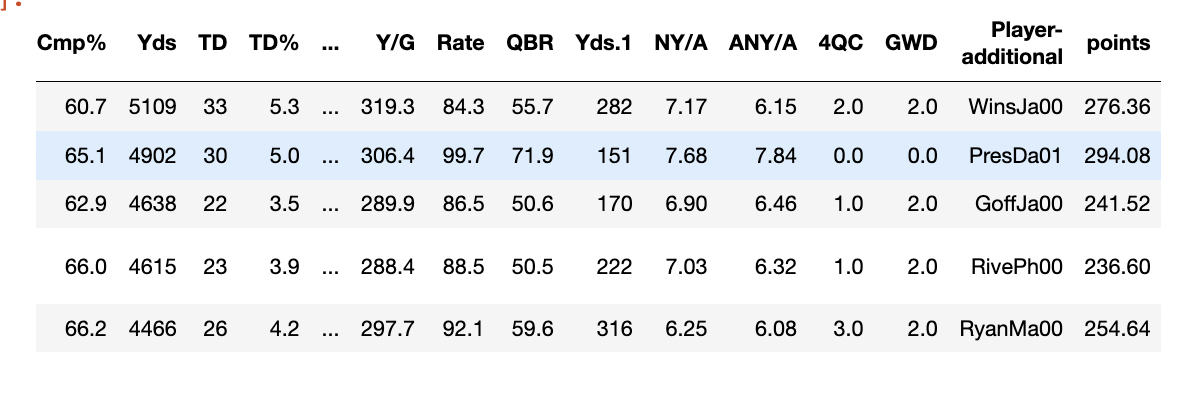 Cmp% Yds TD TD% ... Y/G Rate QBR Yds.1 NY/A ANY/A 4QC GWD Player-additional points
60.7 5109 33 5.3 ... 319.3 84.3 55.7 282 7.17 6.15 2.0 2.0 WinsJa00 276.36
65.1 4902 30 5.0 ... 306.4 99.7 71.9 151 7.68 7.84 0.0 0.0 PresDa01 294.08
62.9 4638 22 3.5 ... 289.9 86.5 50.6 170 6.90 6.46 1.0 2.0 GoffJa00 241.52
66.0 4615 23 3.9 ... 288.4 88.5 50.5 222 7.03 6.32 1.0 2.0 RivePh00 236.60
66.2 4466 26 4.2 ... 297.7 92.1 59.6 316 6.25 6.08 3.0 2.0 RyanMa00 254.64